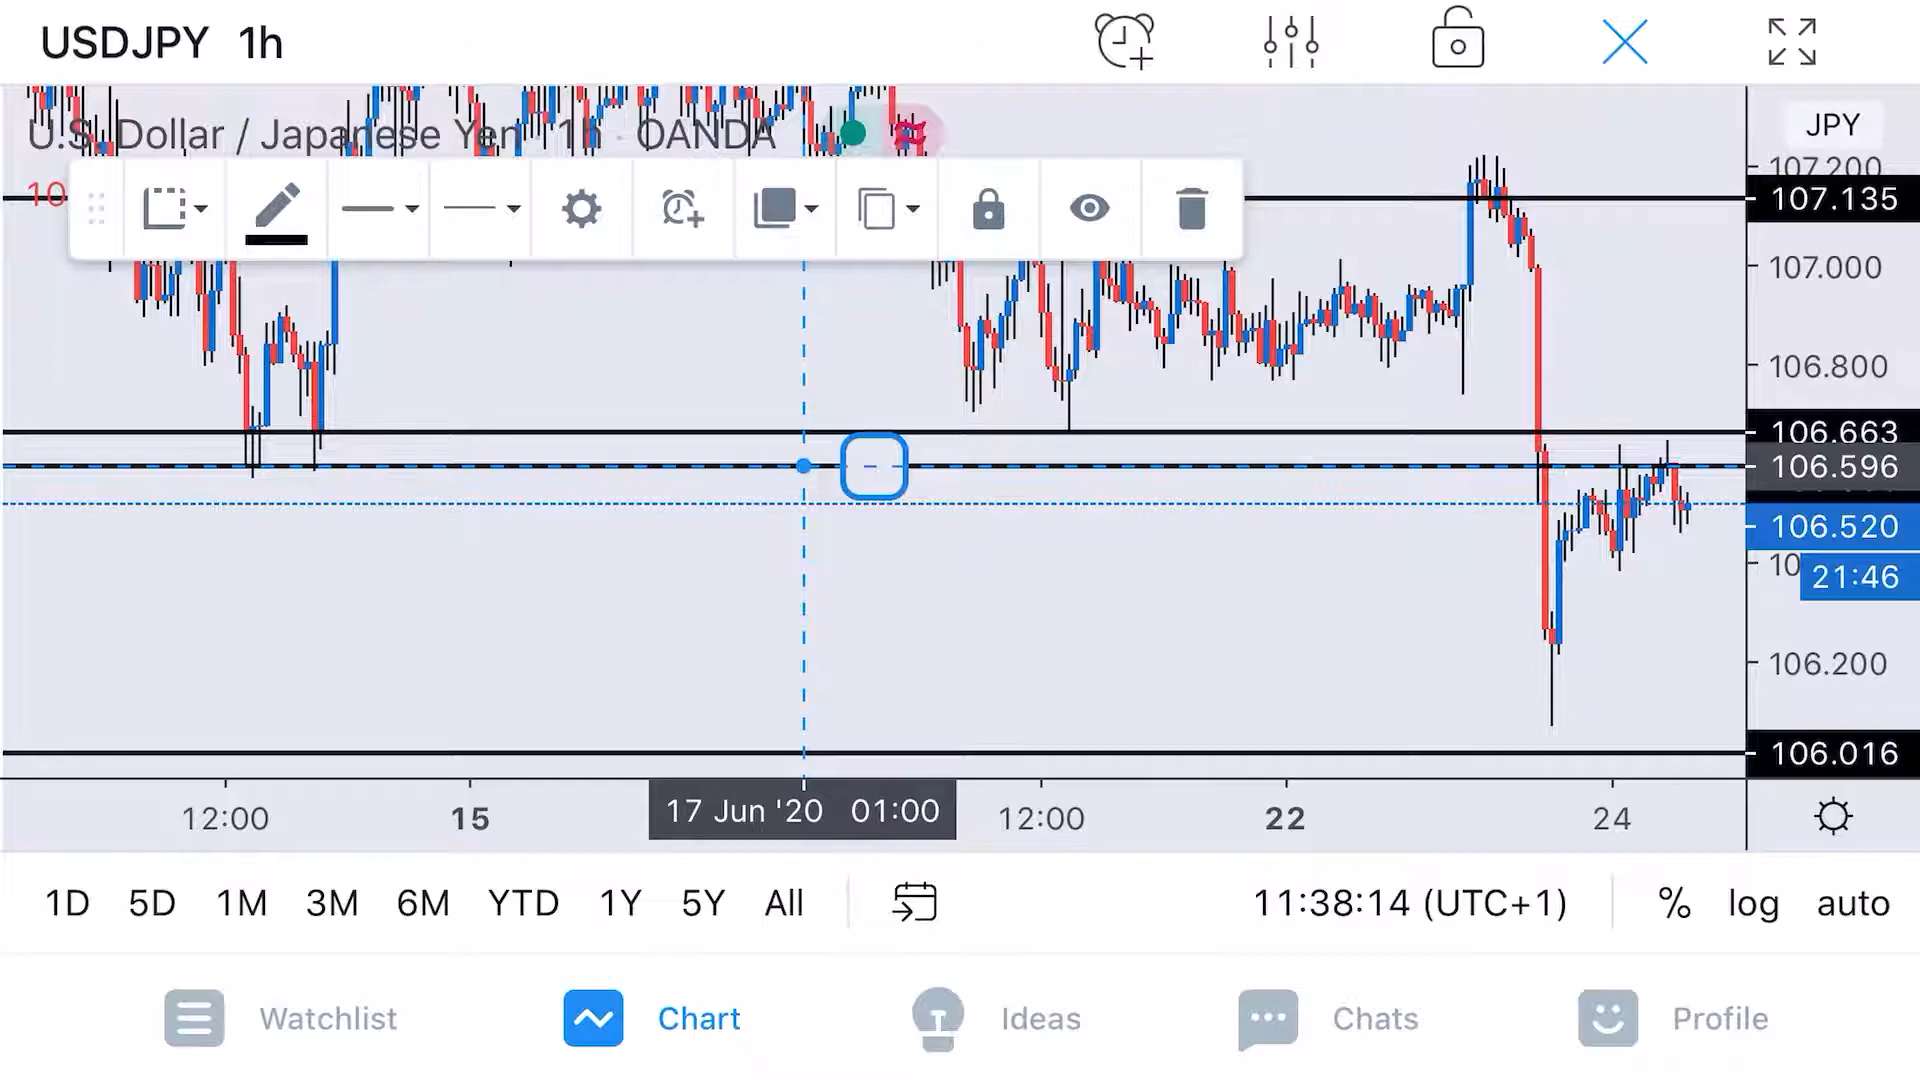 USDJPY 1h
U.S. Dollar / Japanese Yen · 1h · OANDA
JPY
107.200
10
107.135
107.000
106.800
106.663
106.596
106.520
10
21:46
106.200
106.016
12:00
15
17 Jun '20 01:00
12:00
22
24
1D 5D 1M 3M 6M YTD 1Y 5Y All
11:38:14 (UTC+1)
% log auto
Watchlist
Chart
Ideas
Chats
Profile